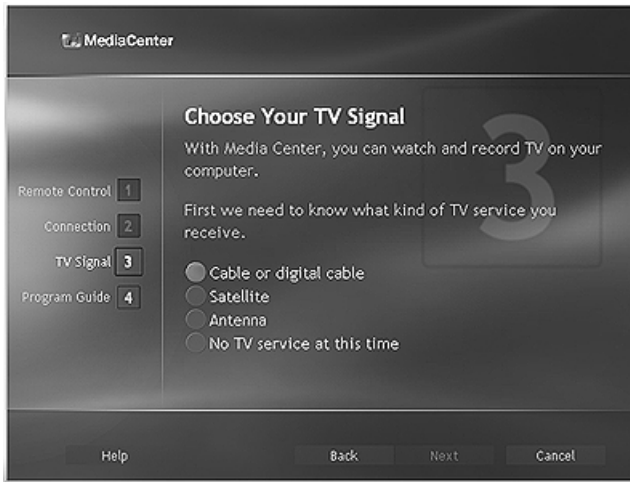 MediaCenter
Remote Control 1
Connection 2
TV Signal 3
Program Guide 4
Choose Your TV Signal
3
With Media Center, you can watch and record TV on your
computer.
First we need to know what kind of TV service you
receive.
Cable or digital cable
Satellite
Antenna
No TV service at this time
Help
Back
Next
Cancel